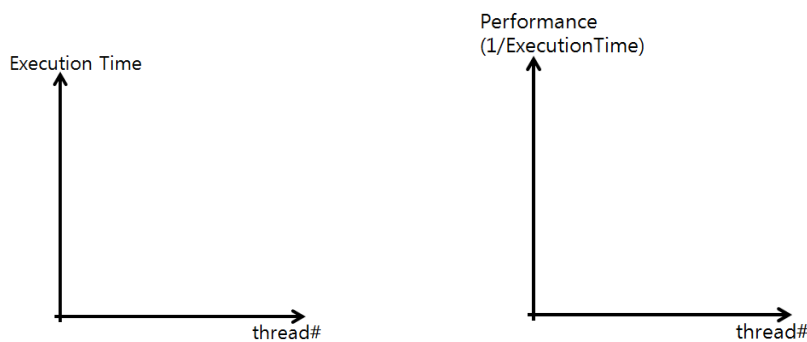 Execution Time
thread#
Performance
(1/ExecutionTime)
thread#